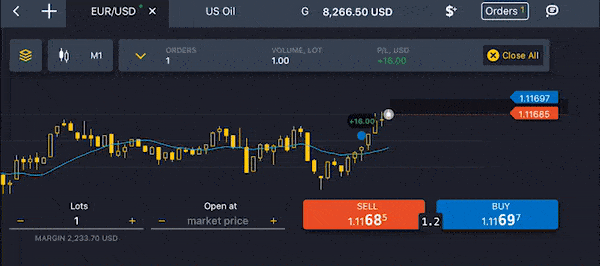 EUR/USD
US Oil
G 8,266.50 USD
Orders 1
M1
ORDERS
1
VOLUME, LOT
1.00
P/L, USD
+16.00
Close All
1.11697
1.11685
+16.00
Lots
1
MARGIN 2,233.70 USD
Open at
market price
SELL
1.11685
1.2
BUY
1.11697